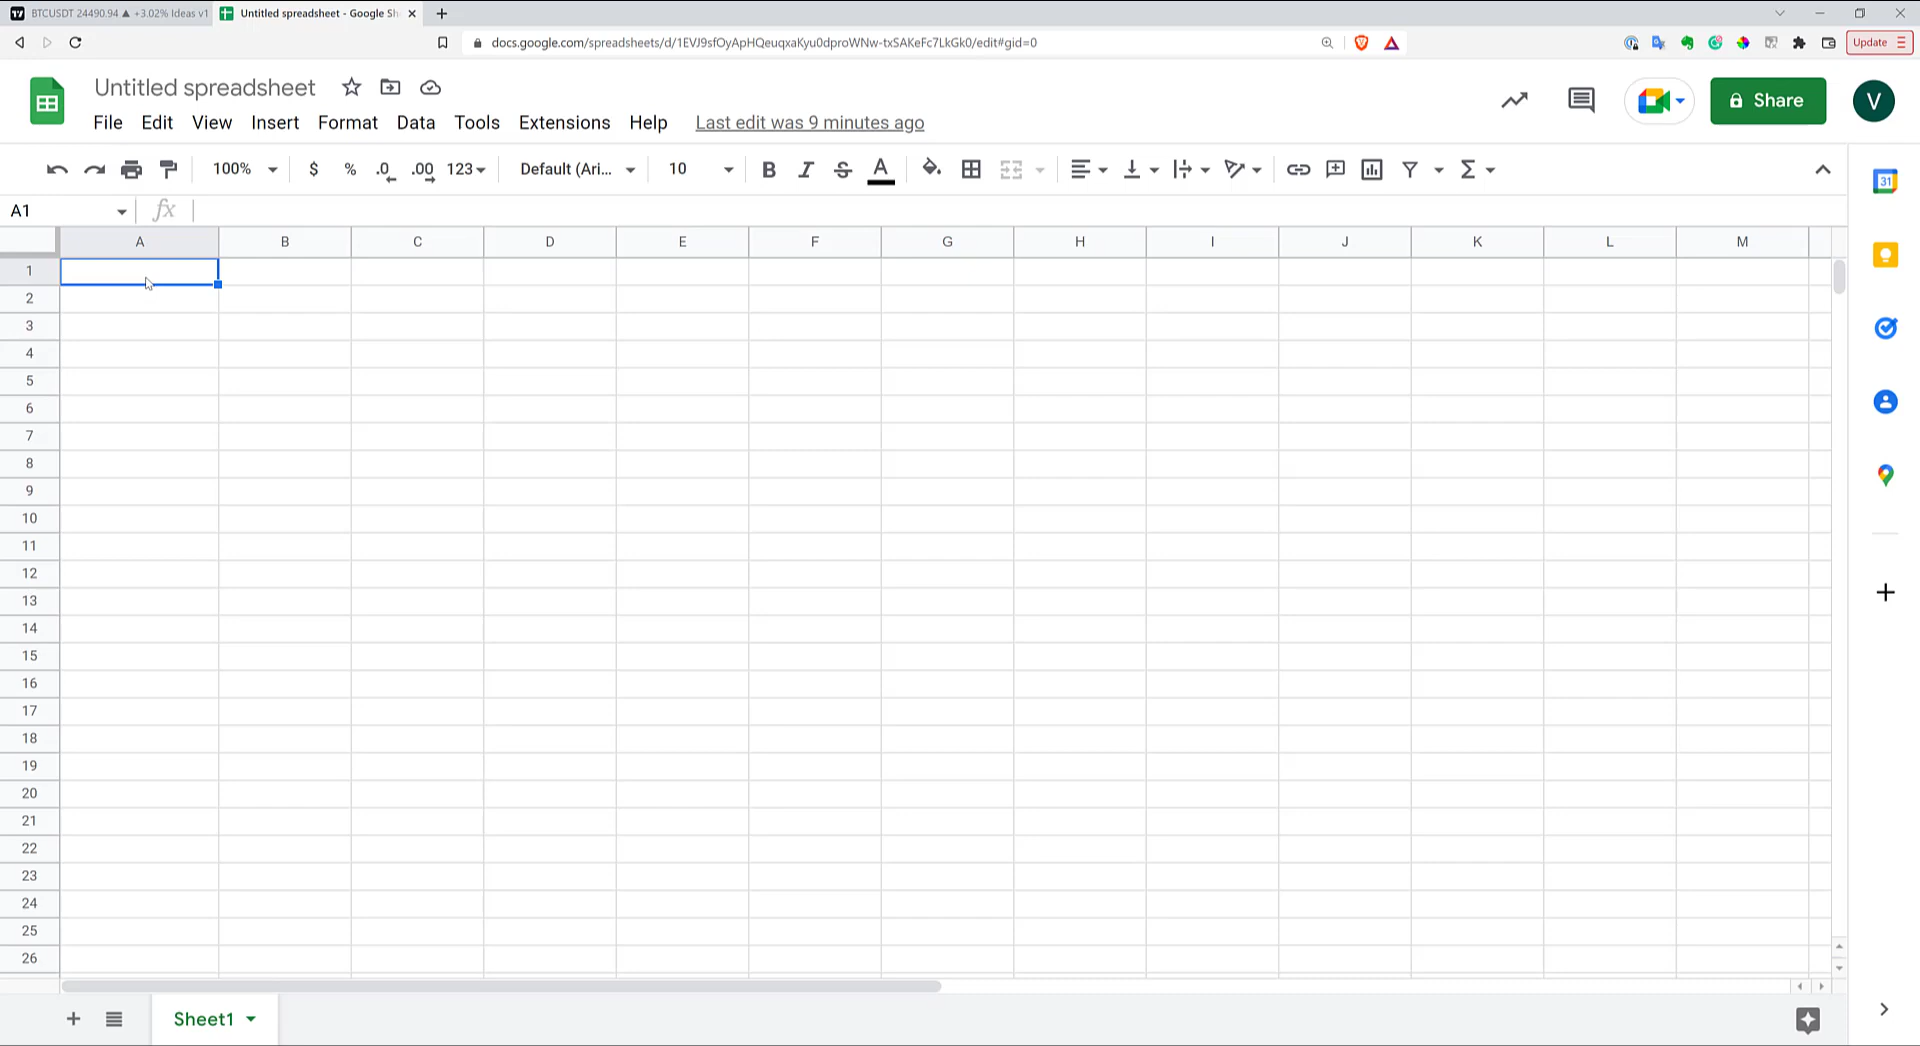 BTCUSDT 24490.94 ▲ +3.02% Ideas v1
Untitled spreadsheet - Google Sh
docs.google.com/spreadsheets/d/1EVJ9sfOyApHQeuqxaKyu0dproWNw-txSAKeFc7LkGk0/edit#gid=0
Update
Untitled spreadsheet
File Edit View Insert Format Data Tools Extensions Help Last edit was 9 minutes ago
Share
V
100% $ % .0 .00 123 Default (Ari... 10 B I S A Σ
31
A1 fx
A B C D E F G H I J K L M
1
2
3
4
5
6
7
8
9
10
11
12
13
14
15
16
17
18
19
20
21
22
23
24
25
26
Sheet1